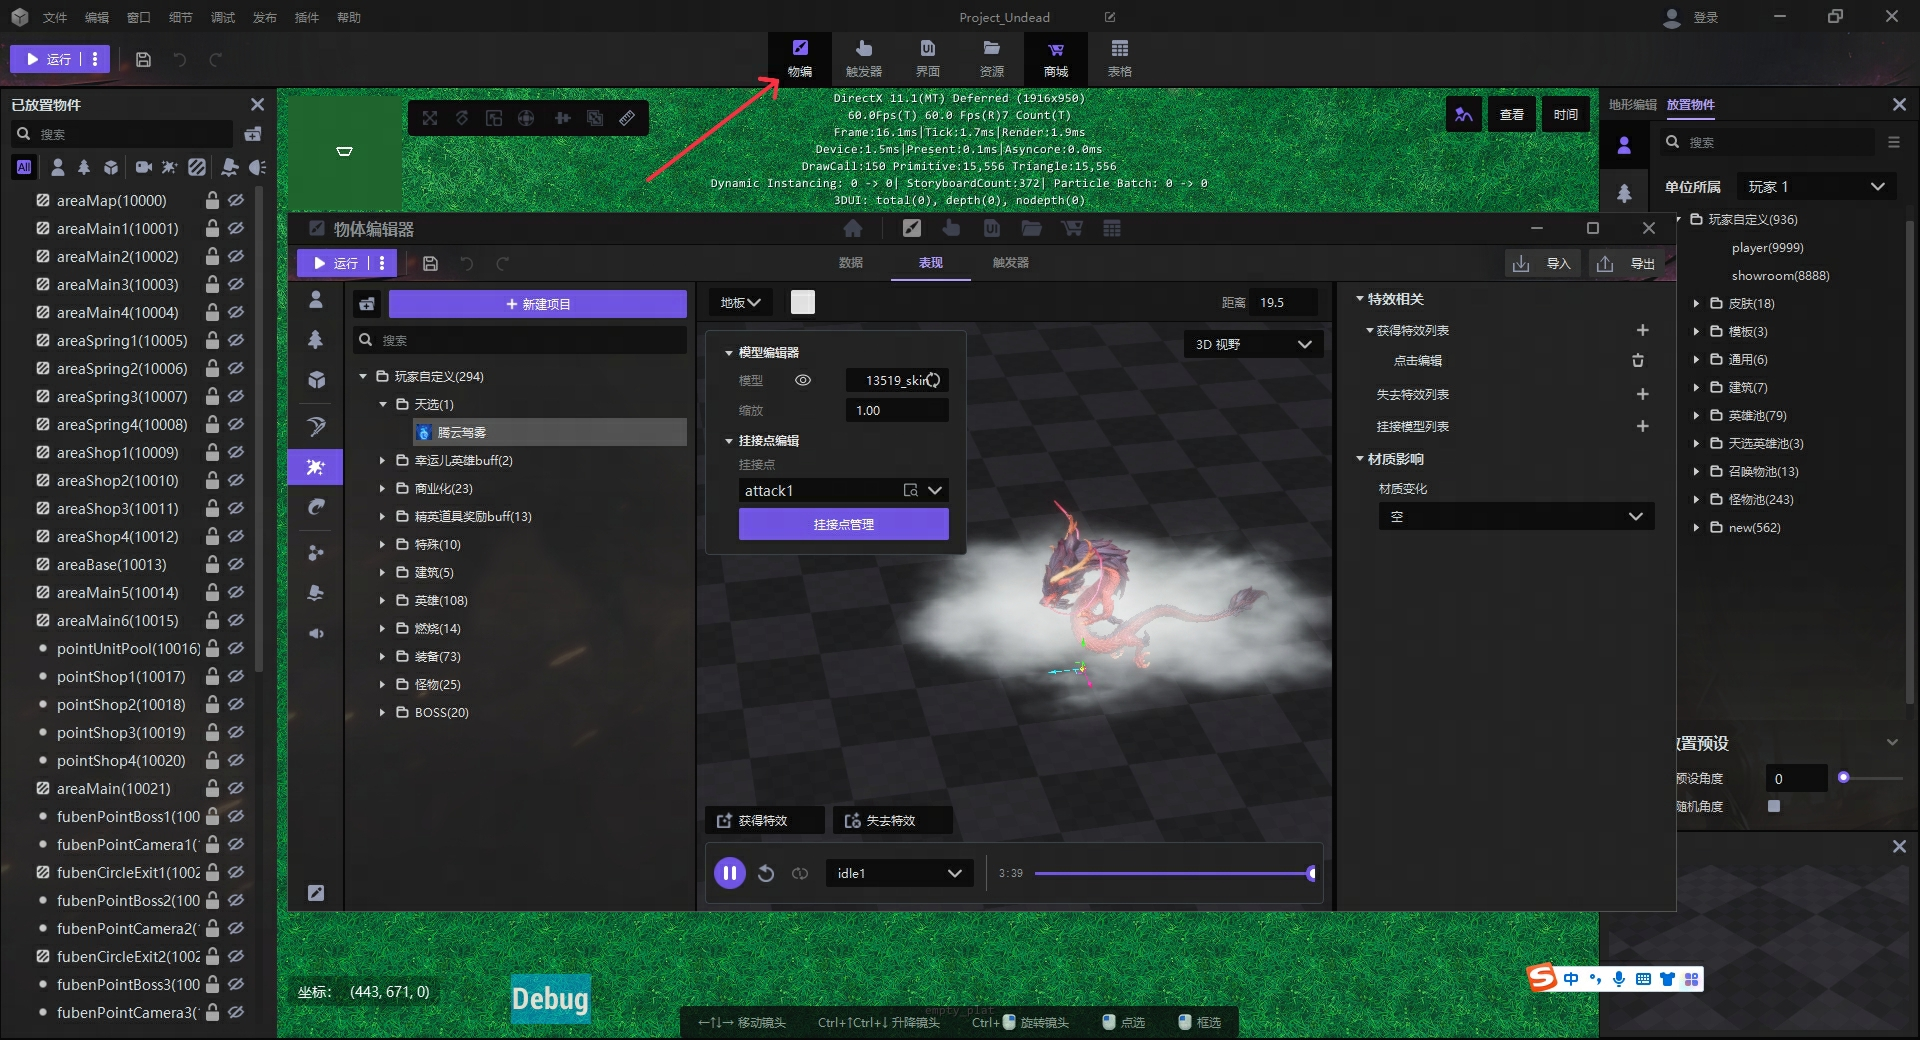 文件 编辑 窗口 细节 调试 发布 插件 帮助
Project_Undead
登录
运行
物编 触发器 界面 资源 商城 表格
已放置物件
搜索
All
areaMap(10000)
areaMain1(10001)
areaMain2(10002)
areaMain3(10003)
areaMain4(10004)
areaSpring1(10005)
areaSpring2(10006)
areaSpring3(10007)
areaSpring4(10008)
areaShop1(10009)
areaShop2(10010)
areaShop3(10011)
areaShop4(10012)
areaBase(10013)
areaMain5(10014)
areaMain6(10015)
pointUnitPool(10016)
pointShop1(10017)
pointShop2(10018)
pointShop3(10019)
pointShop4(10020)
areaMain(10021)
fubenPointBoss1(100
fubenPointCamera1(
fubenCircleExit1(1002
fubenPointBoss2(100
fubenPointCamera2(
fubenCircleExit2(1002
fubenPointBoss3(100
fubenPointCamera3(
DirectX 11.1(MT) Deferred (1916x950)
60.0Fps(T) 60.0 Fps(R)7 Count(T)
Frame:16.1ms|Tick:1.7ms|Render:1.9ms
Device:1.5ms|Present:0.1ms|Asyncore:0.0ms
DrawCall:150 Primitive:15,556 Triangle:15,556
Dynamic Instancing: 0 -> 0| StoryboardCount:372| Particle Batch: 0 -> 0
3DUI: total(0), depth(0), nodepth(0)
查看 时间
物体编辑器
运行
数据 表现 触发器
导入 导出
+ 新建项目
搜索
玩家自定义(294)
天选(1)
腾云驾雾
幸运儿英雄buff(2)
商业化(23)
精英道具奖励buff(13)
特殊(10)
建筑(5)
英雄(108)
燃烧(14)
装备(73)
怪物(25)
BOSS(20)
地板
距离 19.5
模型编辑器
模型 13519_skin
缩放 1.00
挂接点编辑
挂接点
attack1
挂接点管理
3D 视野
获得特效 失去特效
idle1
3:39
特效相关
获得特效列表
点击编辑
失去特效列表
挂接模型列表
材质影响
材质变化
空
地形编辑 放置物件
搜索
单位所属 玩家 1
玩家自定义(936)
player(9999)
showroom(8888)
皮肤(18)
模板(3)
通用(6)
建筑(7)
英雄池(79)
天选英雄池(3)
召唤物池(13)
怪物池(243)
new(562)
置预设
预设角度 0
随机角度
坐标: (443, 671, 0)
Debug
empty_plat
←↑↓→ 移动镜头 Ctrl+↑Ctrl+↓ 升降镜头 Ctrl+ 旋转镜头 点选 框选
S 中